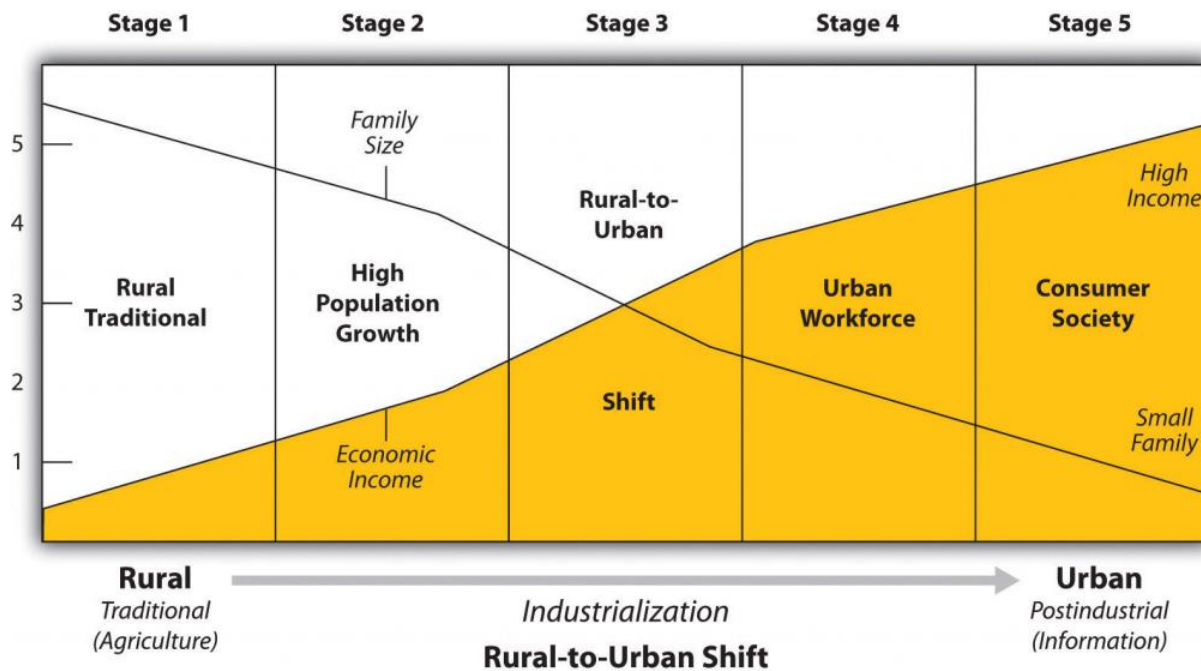 Stage 1
Stage 2
Stage 3
Stage 4
Stage 5
5
4
3
2
1
Family
Size
Rural
Traditional
High
Population
Growth
Economic
Income
Rural-to-
Urban
Shift
Urban
Workforce
High
Income
Consumer
Society
Small
Family
Rural
Traditional
(Agriculture)
Industrialization
Urban
Postindustrial
(Information)
Rural-to-Urban Shift